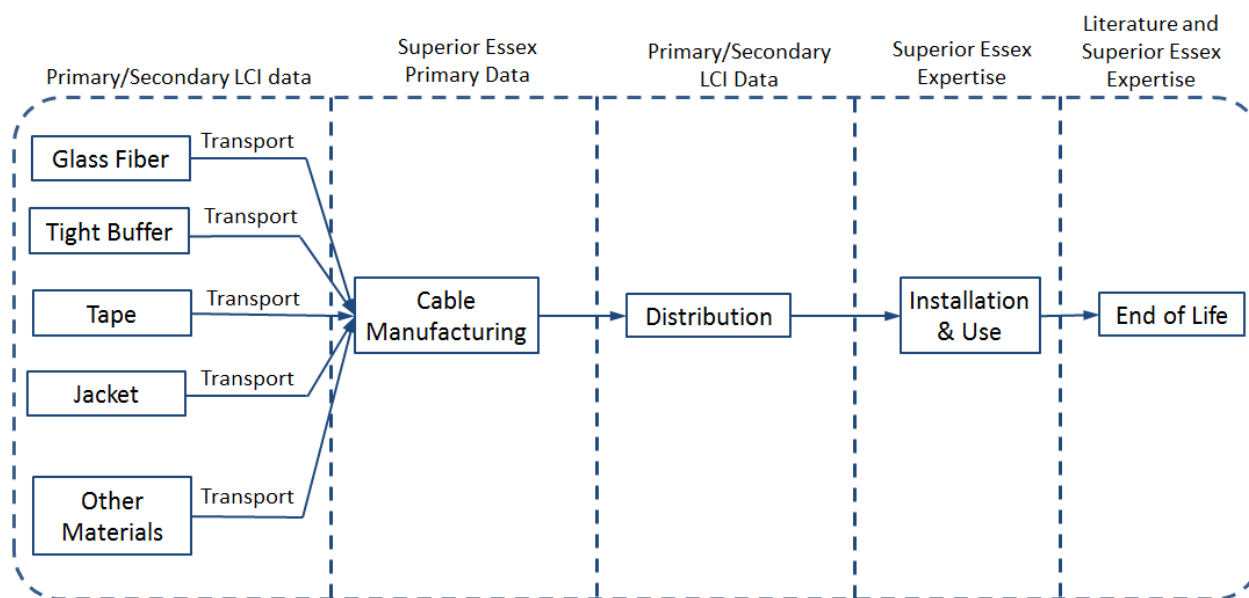 Primary/Secondary LCI data
Superior Essex
Primary Data
Primary/Secondary
LCI Data
Superior Essex
Expertise
Literature and
Superior Essex
Expertise
Glass Fiber
Transport
Tight Buffer
Transport
Tape
Transport
Jacket
Transport
Other
Materials
Transport
Cable
Manufacturing
Distribution
Installation
& Use
End of Life